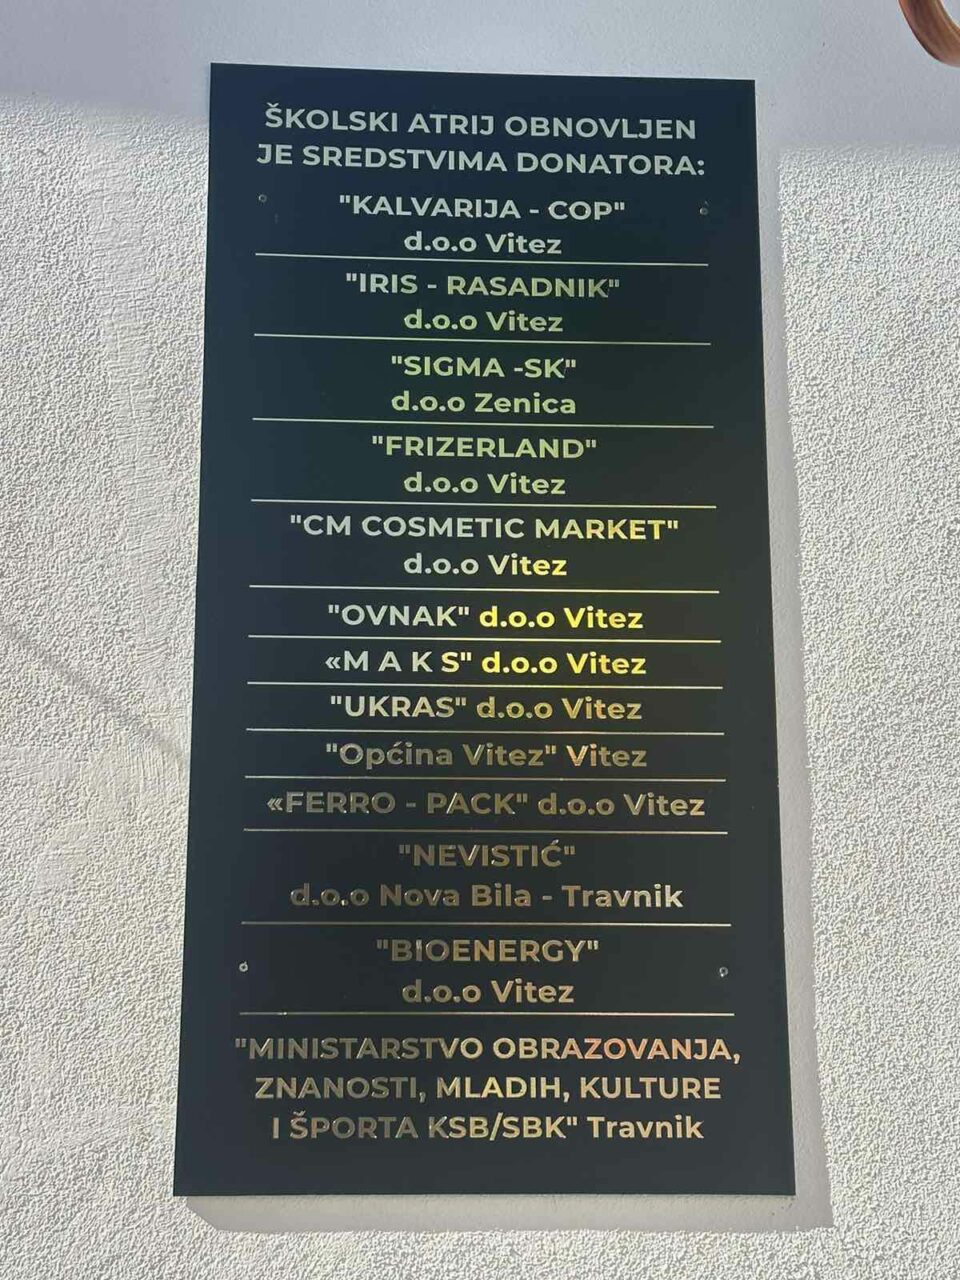 ŠKOLSKI ATRIJ OBNOVLJEN
JE SREDSTVIMA DONATORA:
"KALVARIJA - COP"
d.o.o Vitez
"IRIS - RASADNIK"
d.o.o Vitez
"SIGMA -SK"
d.o.o Zenica
"FRIZERLAND"
d.o.o Vitez
"CM COSMETIC MARKET"
d.o.o Vitez
"OVNAK" d.o.o Vitez
«M A K S" d.o.o Vitez
"UKRAS" d.o.o Vitez
"Općina Vitez" Vitez
«FERRO - PACK" d.o.o Vitez
"NEVISTIĆ"
d.o.o Nova Bila - Travnik
"BIOENERGY"
d.o.o Vitez
"MINISTARSTVO OBRAZOVANJA,
ZNANOSTI, MLADIH, KULTURE
I ŠPORTA KSB/SBK" Travnik